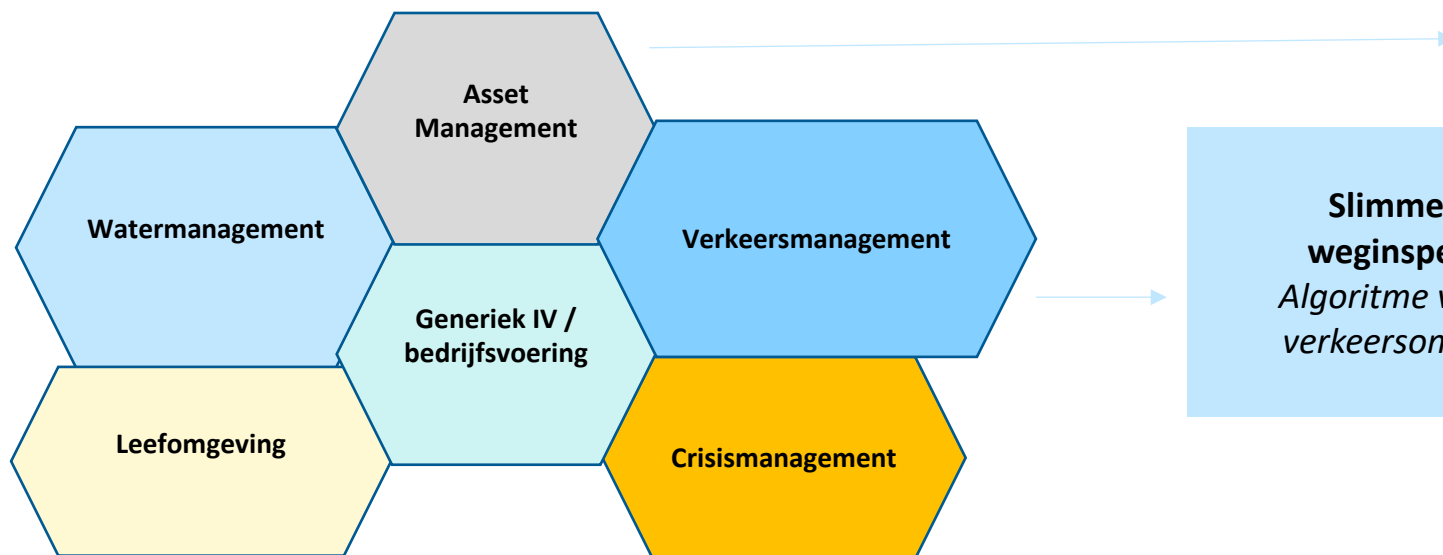 Asset
Management
Watermanagement
Verkeersmanagement
Generiek IV /
bedrijfsvoering
Leefomgeving
Crisismanagement
Slimme
weginspe
Algoritme
verkeerson